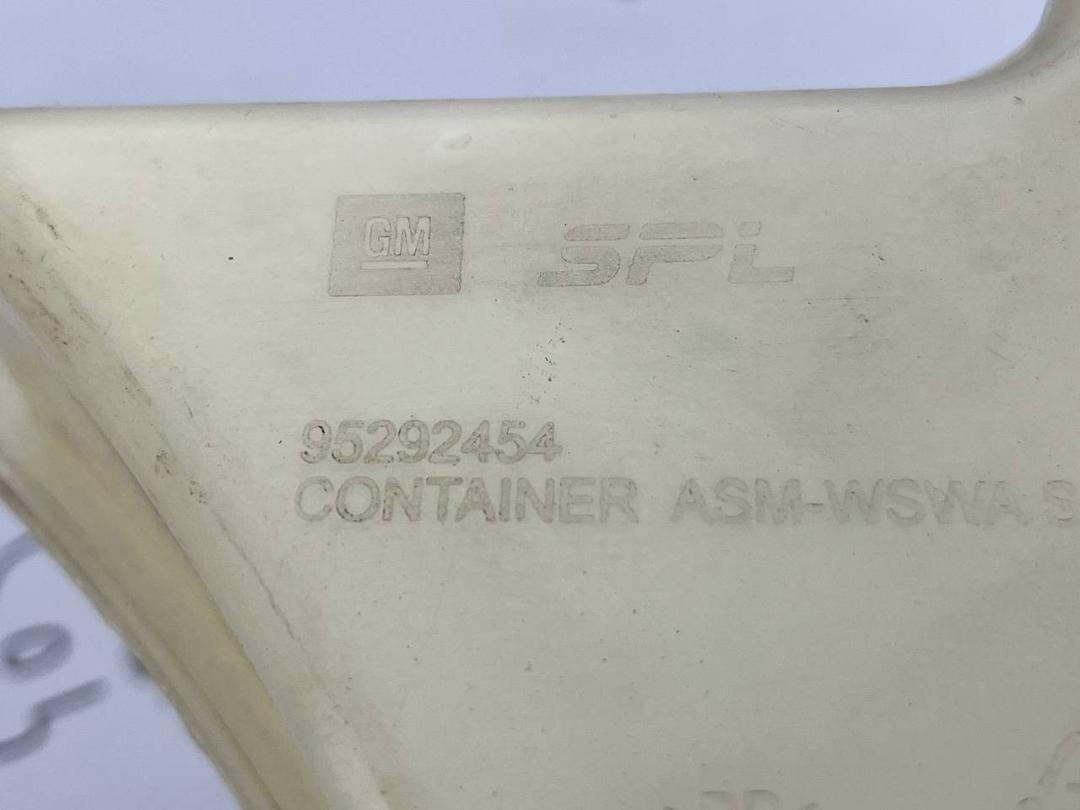 GM SPL
95292454
CONTAINER ASM-WSWA S